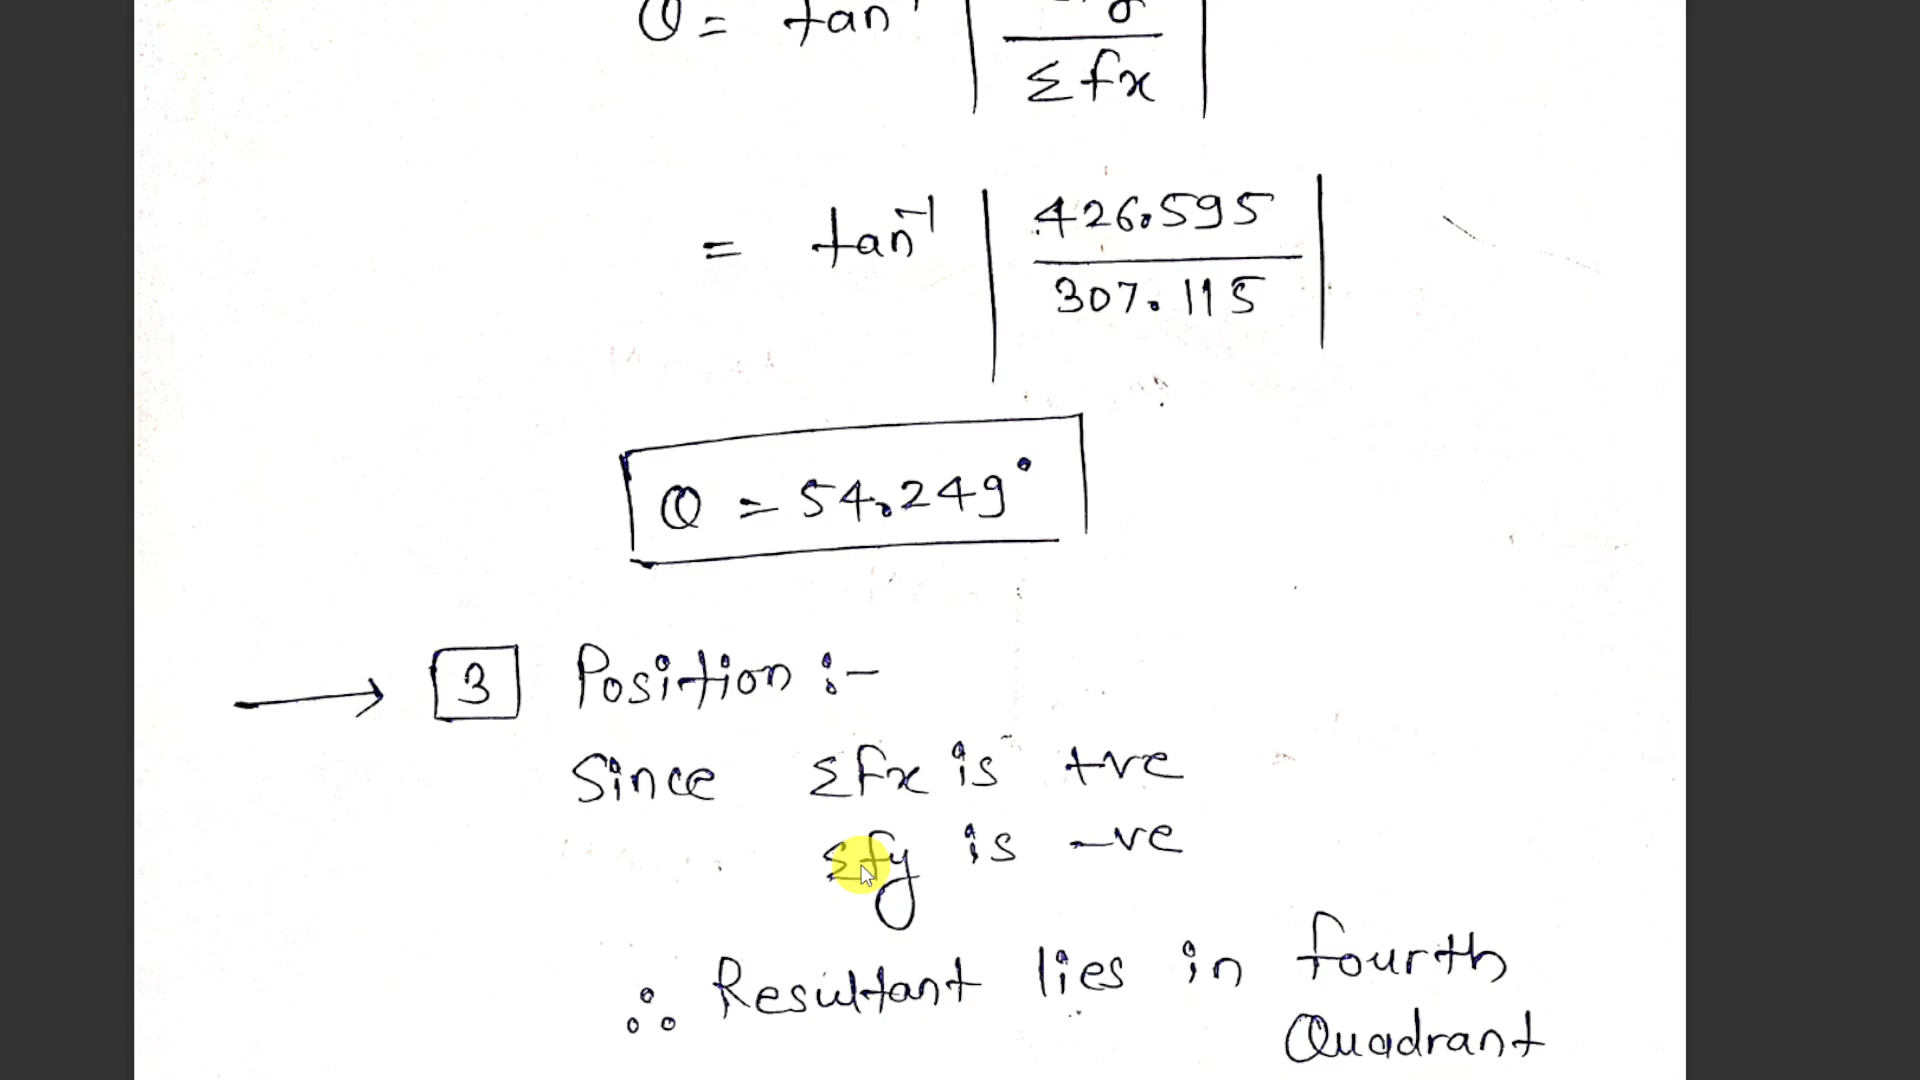 θ = tan⁻¹ | / Σfx |
= tan⁻¹ | 426.595 / 307.115 |
θ = 54.249°
→ 3 Position :-
Since Σfx is +ve
Σfy is -ve
∴ Resultant lies in fourth
Quadrant